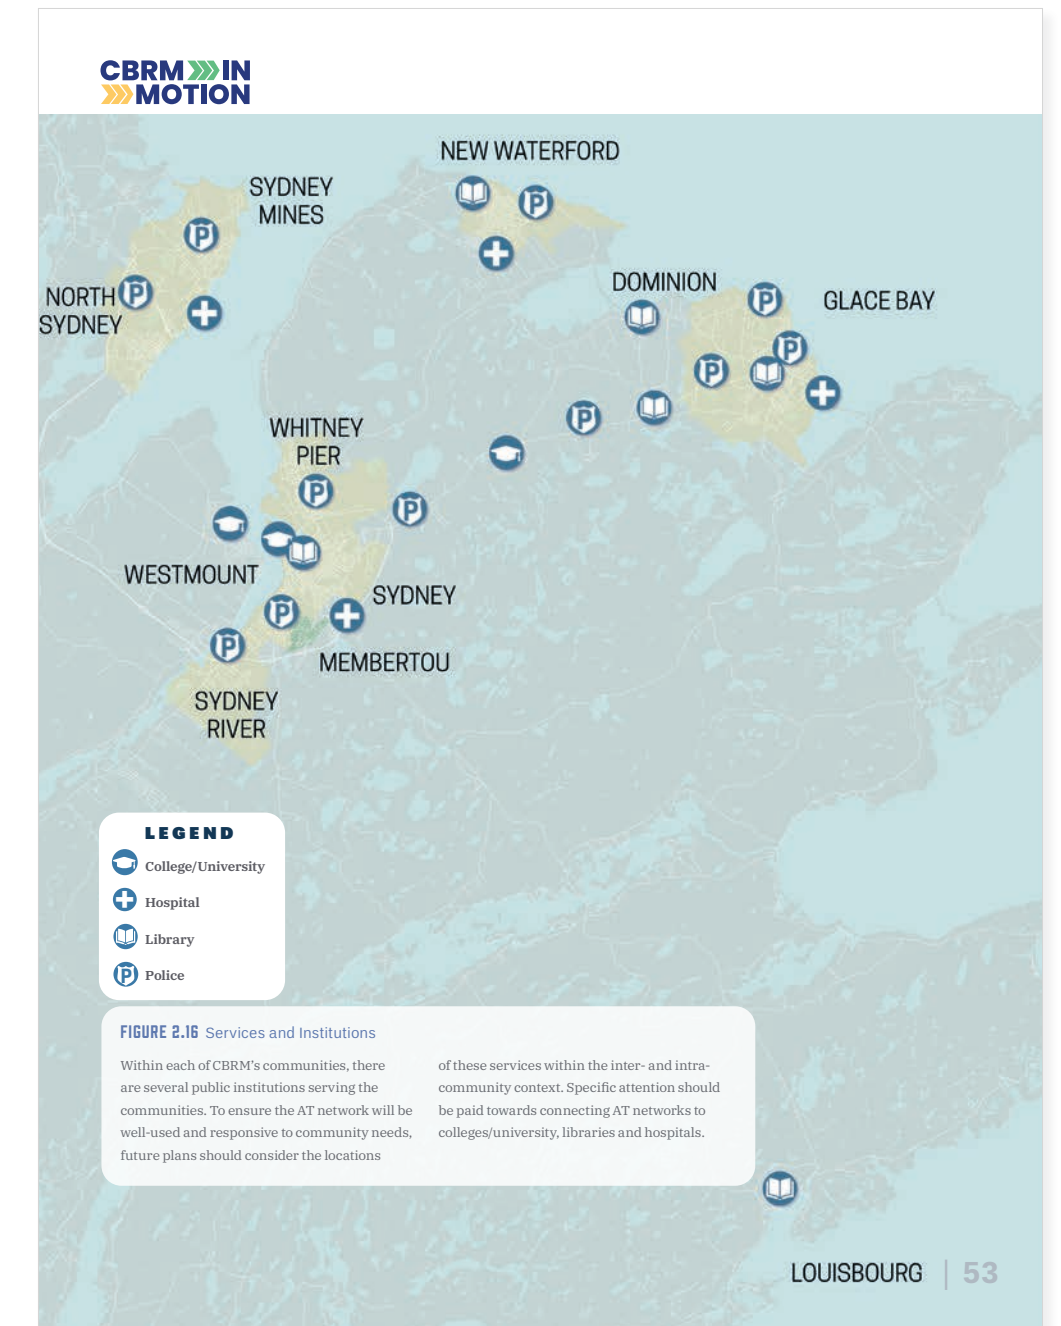 CBRM IN
MOTION
NEW WATERFORD
SYDNEY
MINES
DOMINION
NORTH
SYDNEY
GLACE BAY
WHITNEY
PIER
WESTMOUNT
SYDNEY
MEMBERTOU
SYDNEY
RIVER
LEGEND
College/University
Hospital
Library
P Police
FIGURE 2.16 Services and Institutions
Within each of CBRM's communities, there
are several public institutions serving the
communities. To ensure the AT network will be
well-used and responsive to community needs,
future plans should consider the locations
of these services within the inter- and intra-
community context. Specific attention should
be paid towards connecting AT networks to
colleges/university, libraries and hospitals.
LOUISBOURG | 53